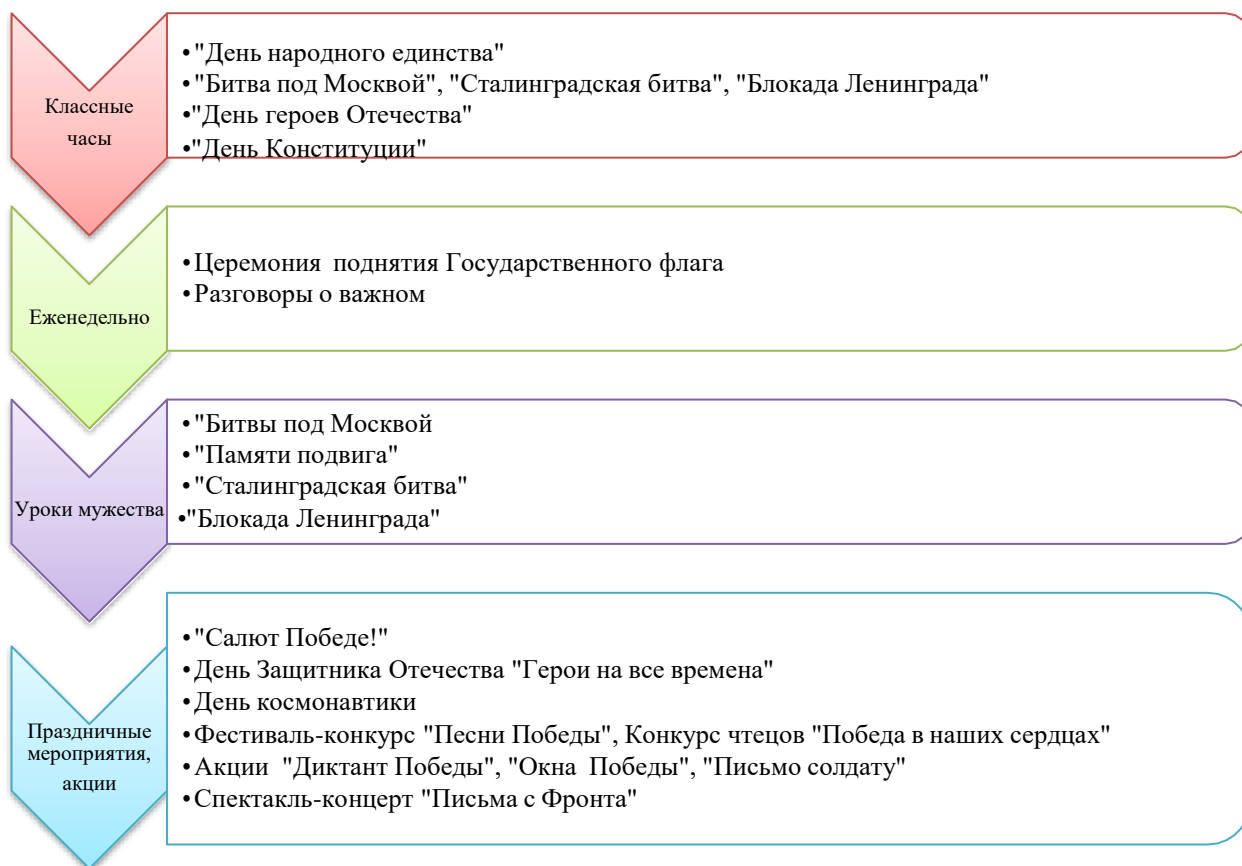 Классные
часы
•"День народного единства"
•"Битва под Москвой", "Сталинградская битва", "Блокада Ленинграда"
•"День героев Отечества"
•"День Конституции"
Еженедельно
•Церемония поднятия Государственного флага
•Разговоры о важном
Уроки мужества
•"Битвы под Москвой
•"Памяти подвига"
•"Сталинградская битва"
•"Блокада Ленинграда"
Праздничные
мероприятия,
акции
•"Салют Победе!"
•День Защитника Отечества "Герои на все времена"
•День космонавтики
•Фестиваль-конкурс "Песни Победы", Конкурс чтецов "Победа в наших сердцах"
•Акции "Диктант Победы", "Окна Победы", "Письмо солдату"
•Спектакль-концерт "Письма с Фронта"